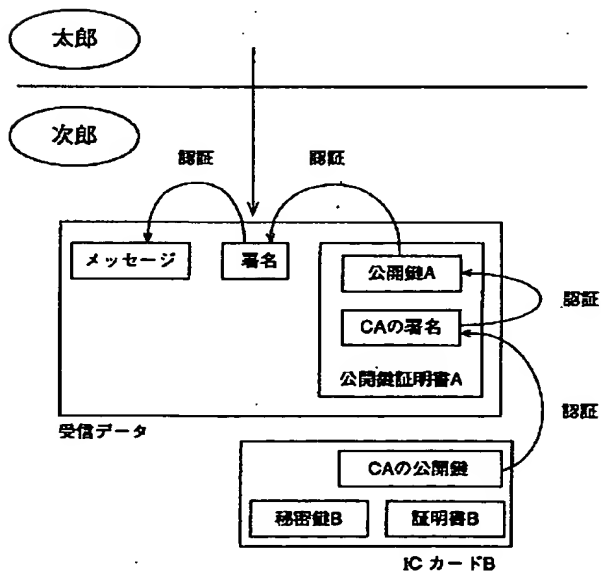 太郎
次郎
認証
認証
メッセージ
署名
公開鍵A
認証
CAの署名
公開鍵証明書A
認証
受信データ
CAの公開鍵
秘密鍵B
証明書B
ICカードB